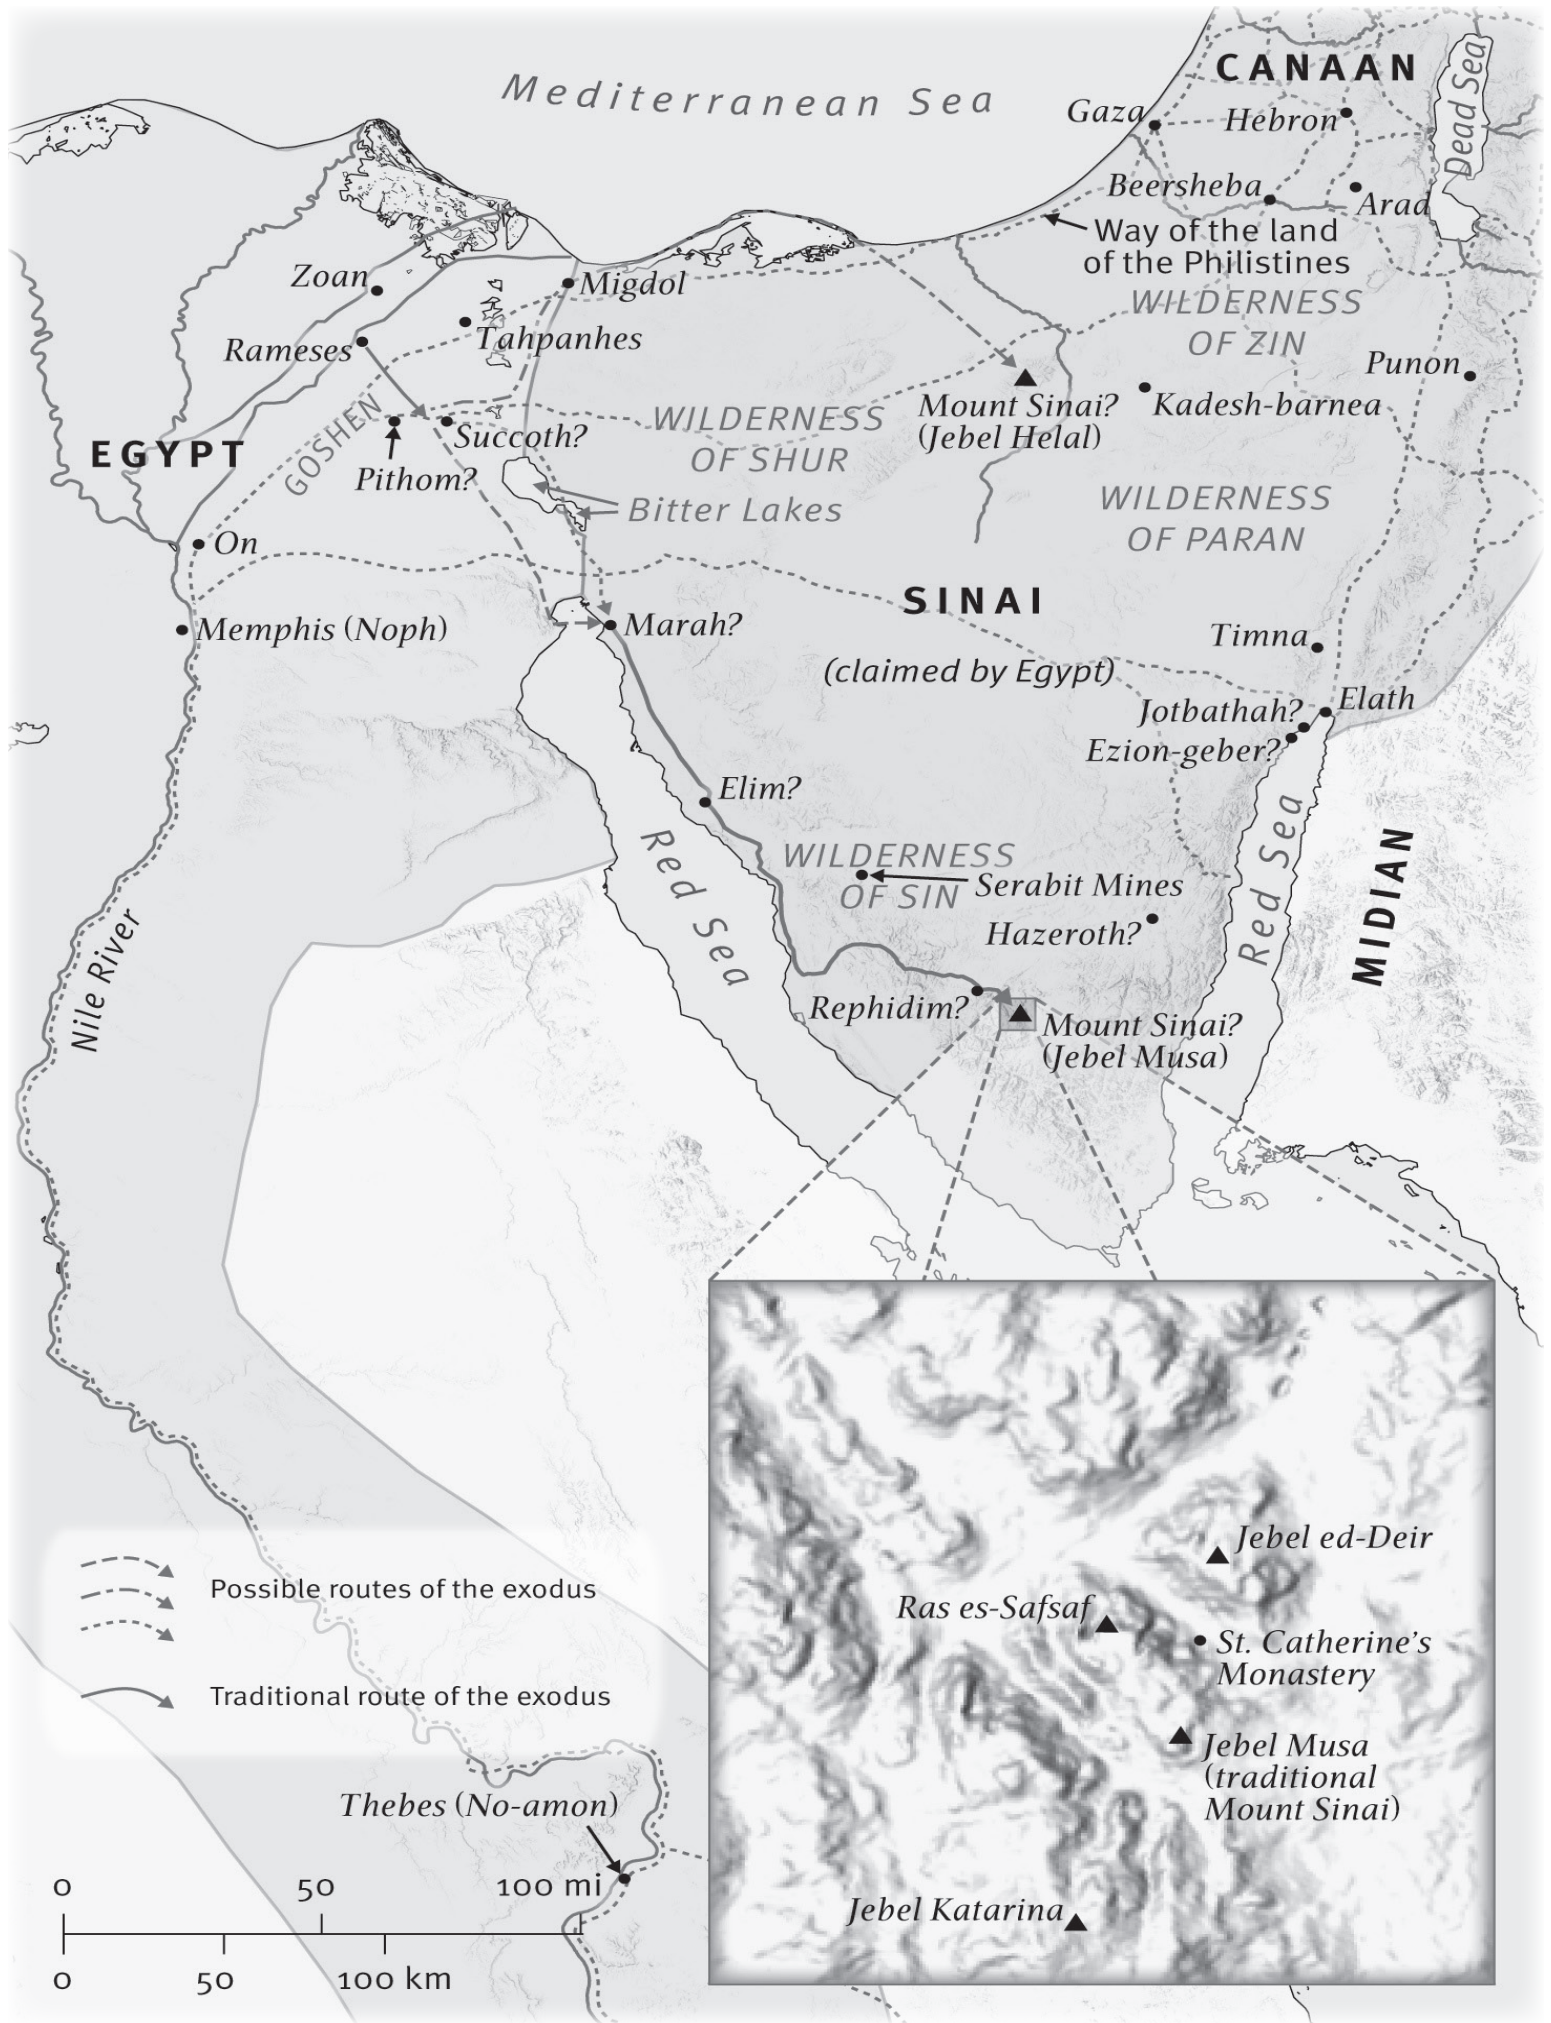 Mediterranean Sea
CANAAN
Dead Sea
Gaza
Hebron
Beersheba
Arad
Way of the land
of the Philistines
Zoan
Migdol
WILDERNESS
OF ZIN
Tahpanhes
Rameses
Punon
Mount Sinai?
(Jebel Helal)
Kadesh-barnea
GOSHEN
WILDERNESS
OF SHUR
Succoth?
EGYPT
Pithom?
Bitter Lakes
WILDERNESS
OF PARAN
On
SINAI
Memphis (Noph)
Marah?
Timna
(claimed by Egypt)
Elath
Jotbathah?
Ezion-geber?
Elim?
Red Sea
Red Sea
MIDIAN
WILDERNESS
OF SIN
Serabit Mines
Hazeroth?
Nile River
Rephidim?
Mount Sinai?
(Jebel Musa)
Jebel ed-Deir
Ras es-Safsaf
St. Catherine's
Monastery
Jebel Musa
(traditional
Mount Sinai)
Jebel Katarina
Possible routes of the exodus
Traditional route of the exodus
Thebes (No-amon)
0 50 100 mi
0 50 100 km